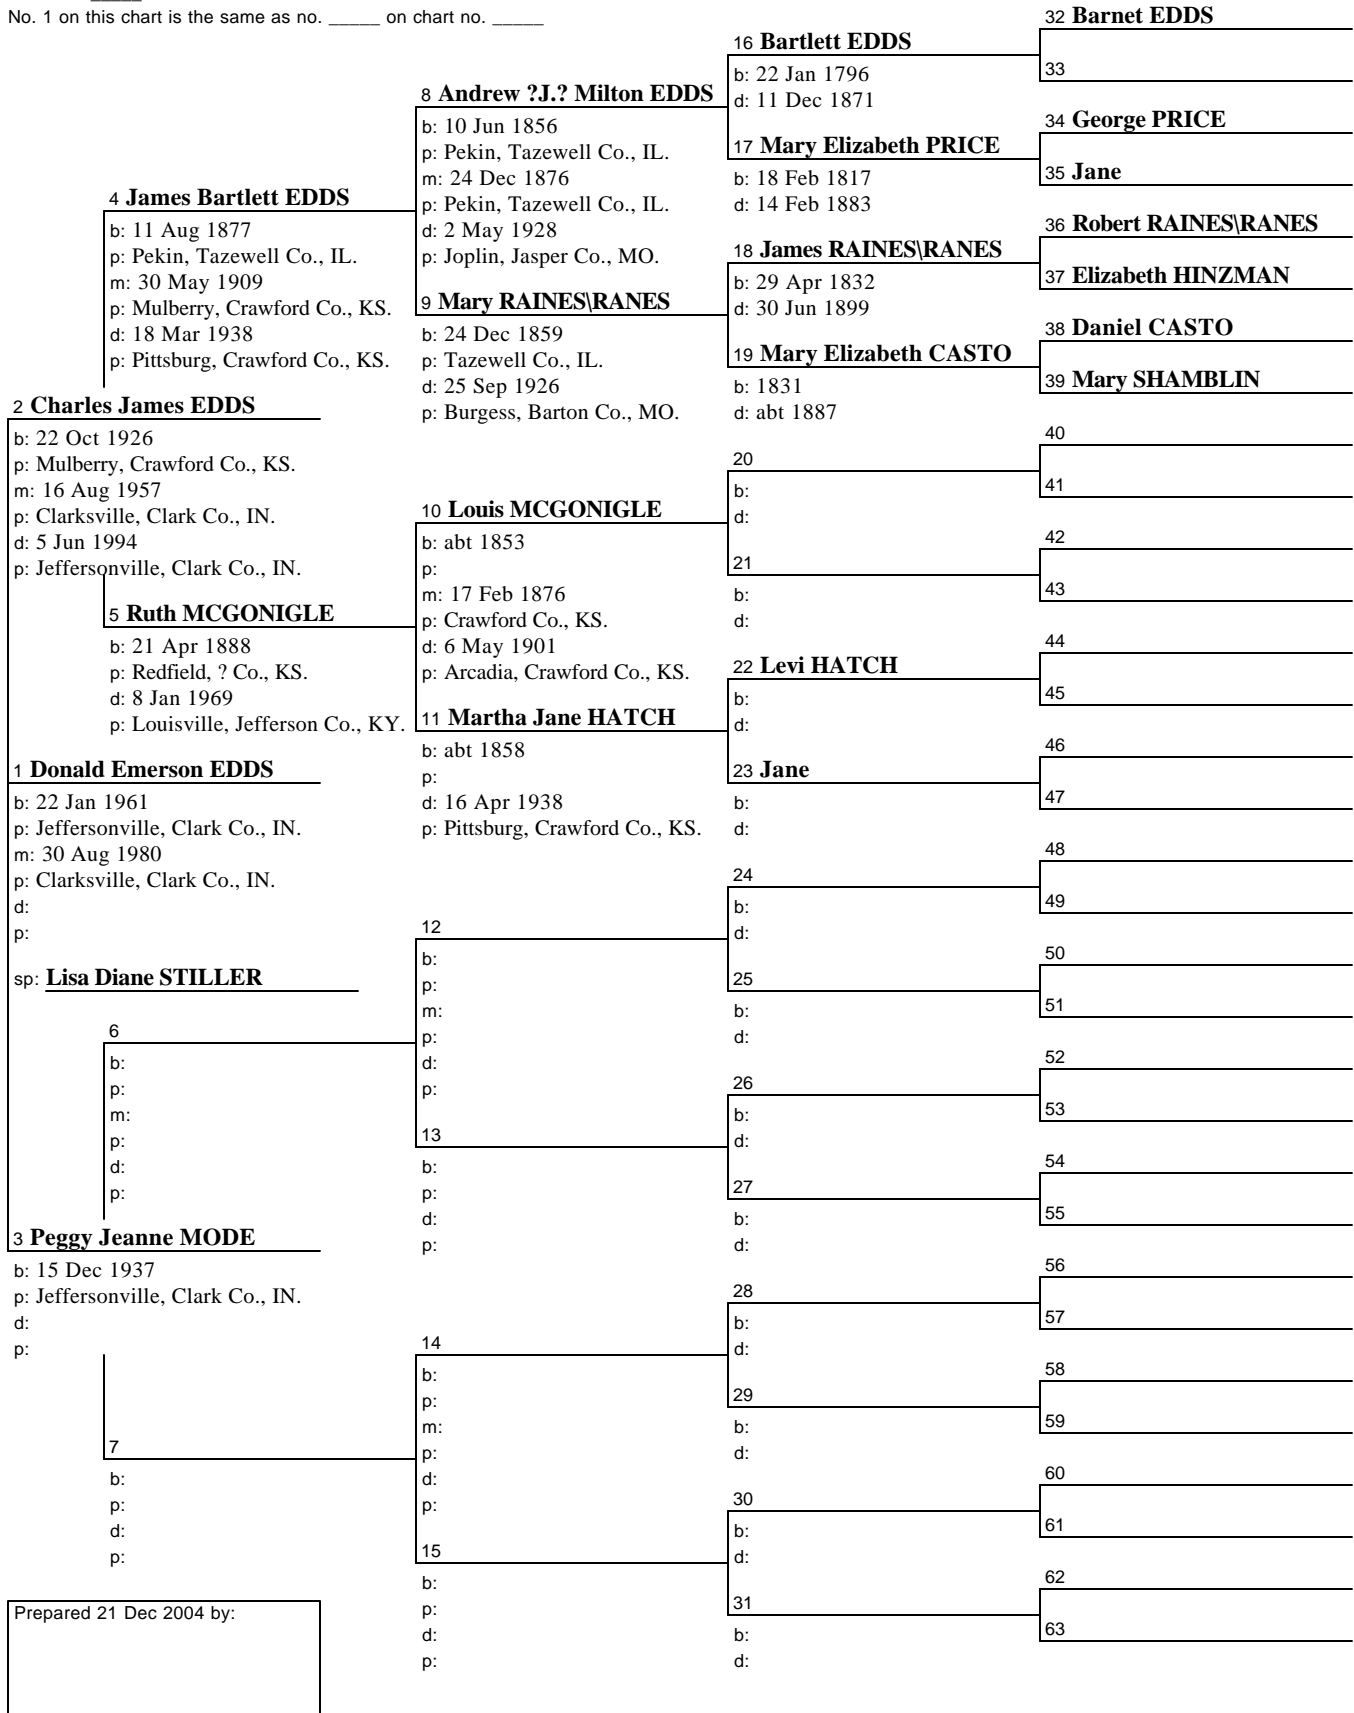 No. 1 on this chart is the same as no. _____ on chart no. _____
2 Charles James EDDS
b: 22 Oct 1926
p: Mulberry, Crawford Co., KS.
m: 16 Aug 1957
p: Clarksville, Clark Co., IN.
d: 5 Jun 1994
p: Jeffersonville, Clark Co., IN.
1 Donald Emerson EDDS
b: 22 Jan 1961
p: Jeffersonville, Clark Co., IN.
m: 30 Aug 1980
p: Clarksville, Clark Co., IN.
d:
p:
sp: Lisa Diane STILLER
3 Peggy Jeanne MODE
b: 15 Dec 1937
p: Jeffersonville, Clark Co., IN.
d:
p:
Prepared 21 Dec 2004 by:
4 James Bartlett EDDS
b: 11 Aug 1877
p: Pekin, Tazewell Co., IL.
m: 30 May 1909
p: Mulberry, Crawford Co., KS.
d: 18 Mar 1938
p: Pittsburg, Crawford Co., KS.
5 Ruth MCGONIGLE
b: 21 Apr 1888
p: Redfield, ? Co., KS.
d: 8 Jan 1969
p: Louisville, Jefferson Co., KY.
6
b:
p:
m:
p:
d:
p:
7
b:
p:
d:
p:
8 Andrew ?J.? Milton EDDS
b: 10 Jun 1856
p: Pekin, Tazewell Co., IL.
m: 24 Dec 1876
p: Pekin, Tazewell Co., IL.
d: 2 May 1928
p: Joplin, Jasper Co., MO.
9 Mary RAINES\RANES
b: 24 Dec 1859
p: Tazewell Co., IL.
d: 25 Sep 1926
p: Burgess, Barton Co., MO.
10 Louis MCGONIGLE
b: abt 1853
p:
m: 17 Feb 1876
p: Crawford Co., KS.
d: 6 May 1901
p: Arcadia, Crawford Co., KS.
11 Martha Jane HATCH
b: abt 1858
p:
d: 16 Apr 1938
p: Pittsburg, Crawford Co., KS.
12
b:
p:
m:
p:
d:
p:
13
b:
p:
d:
p:
14
b:
p:
m:
p:
d:
p:
15
b:
p:
d:
p:
16 Bartlett EDDS
b: 22 Jan 1796
d: 11 Dec 1871
17 Mary Elizabeth PRICE
b: 18 Feb 1817
d: 14 Feb 1883
18 James RAINES\RANES
b: 29 Apr 1832
d: 30 Jun 1899
19 Mary Elizabeth CASTO
b: 1831
d: abt 1887
20
b:
d:
21
b:
d:
22 Levi HATCH
b:
d:
23 Jane
b:
d:
24
b:
d:
25
b:
d:
26
b:
d:
27
b:
d:
28
b:
d:
29
b:
d:
30
b:
d:
31
b:
d:
32 Barnet EDDS
33
34 George PRICE
35 Jane
36 Robert RAINES\RANES
37 Elizabeth HINZMAN
38 Daniel CASTO
39 Mary SHAMBLIN
40
41
42
43
44
45
46
47
48
49
50
51
52
53
54
55
56
57
58
59
60
61
62
63